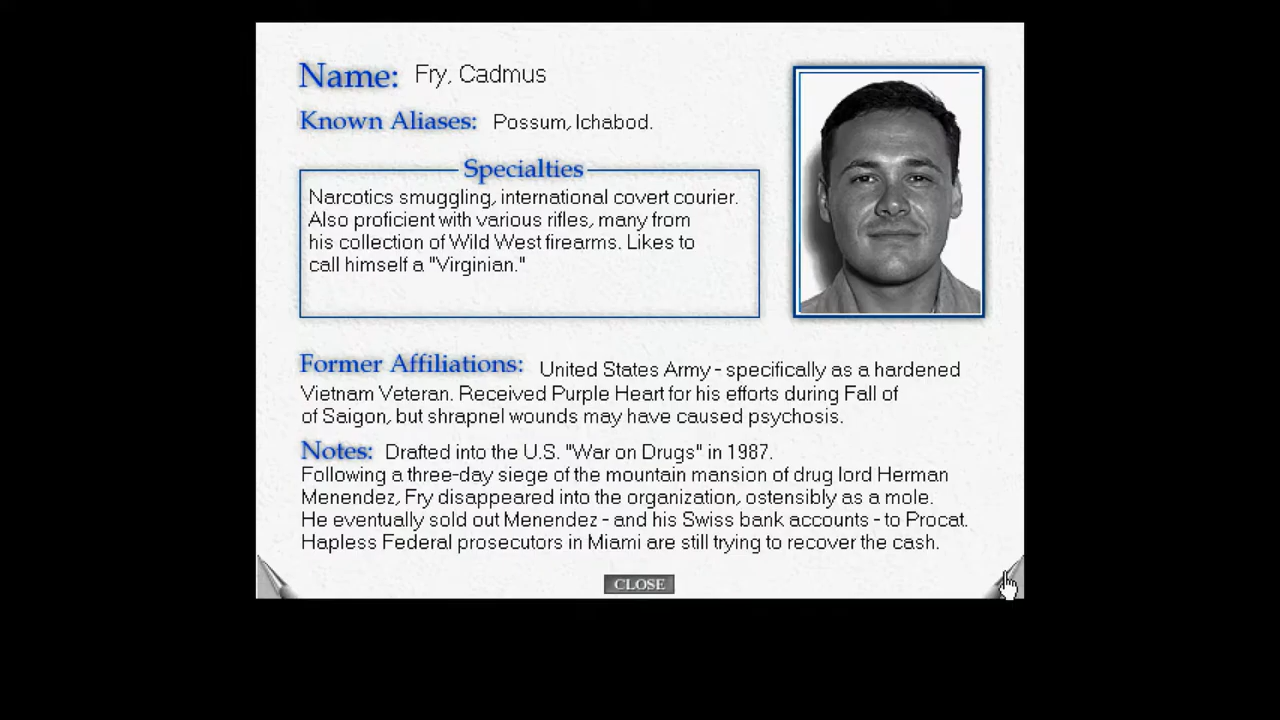 Name: Fry, Cadmus
Known Aliases: Possum, Ichabod.
Specialties
Narcotics smuggling, international covert courier.
Also proficient with various rifles, many from
his collection of Wild West firearms. Likes to
call himself a "Virginian."
Former Affiliations: United States Army - specifically as a hardened
Vietnam Veteran. Received Purple Heart for his efforts during Fall of
of Saigon, but shrapnel wounds may have caused psychosis.
Notes: Drafted into the U.S. "War on Drugs" in 1987.
Following a three-day siege of the mountain mansion of drug lord Herman
Menendez, Fry disappeared into the organization, ostensibly as a mole.
He eventually sold out Menendez - and his Swiss bank accounts - to Procat.
Hapless Federal prosecutors in Miami are still trying to recover the cash.
CLOSE